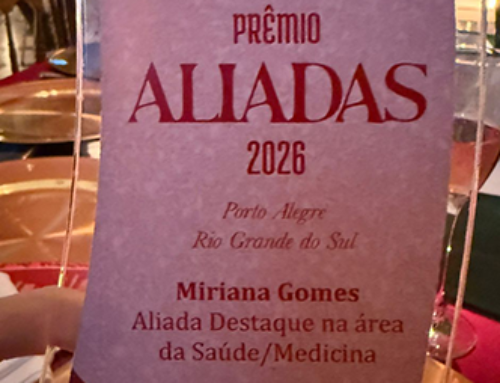 PRÊMIO
ALIADAS
2026
Porto Alegre
Rio Grande do Sul
Miriana Gomes
Aliada Destaque na área
da Saúde/Medicina